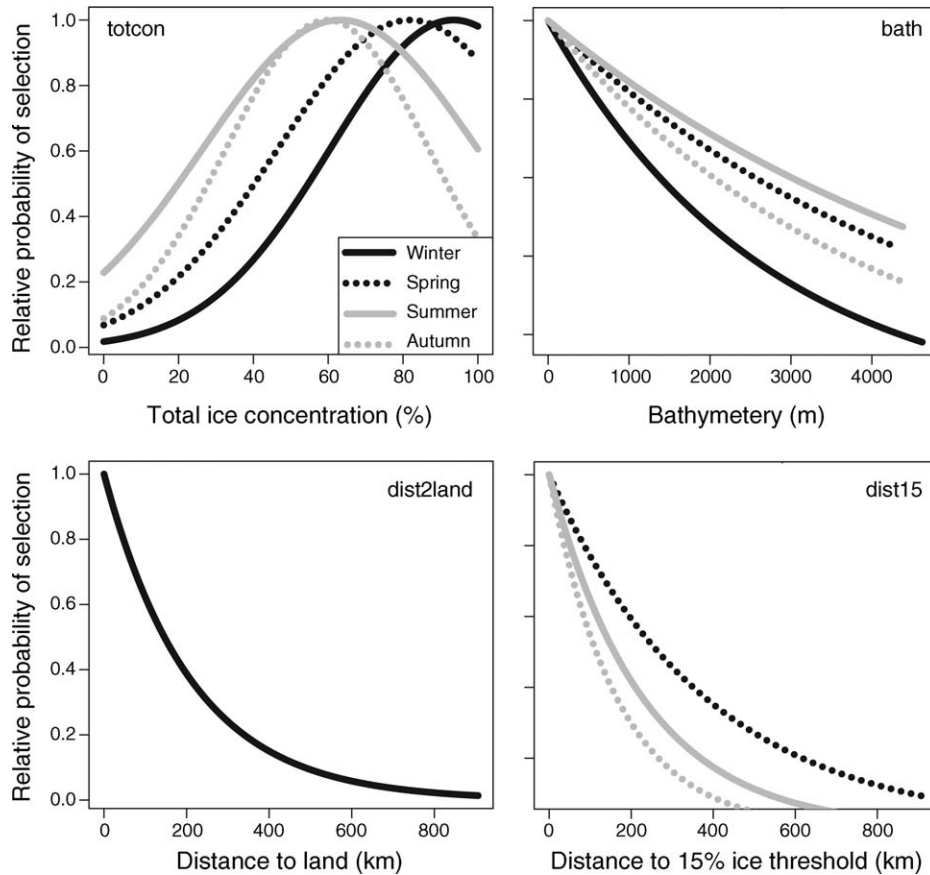 totcon
Relative probability of selection
1.0
0.8
0.6
0.4
0.2
0.0
Winter
Spring
Summer
Autumn
0 20 40 60 80 100
Total ice concentration (%)
bath
0 1000 2000 3000 4000
Bathymetery (m)
dist2land
Relative probability of selection
1.0
0.8
0.6
0.4
0.2
0.0
0 200 400 600 800
Distance to land (km)
dist15
0 200 400 600 800
Distance to 15% ice threshold (km)